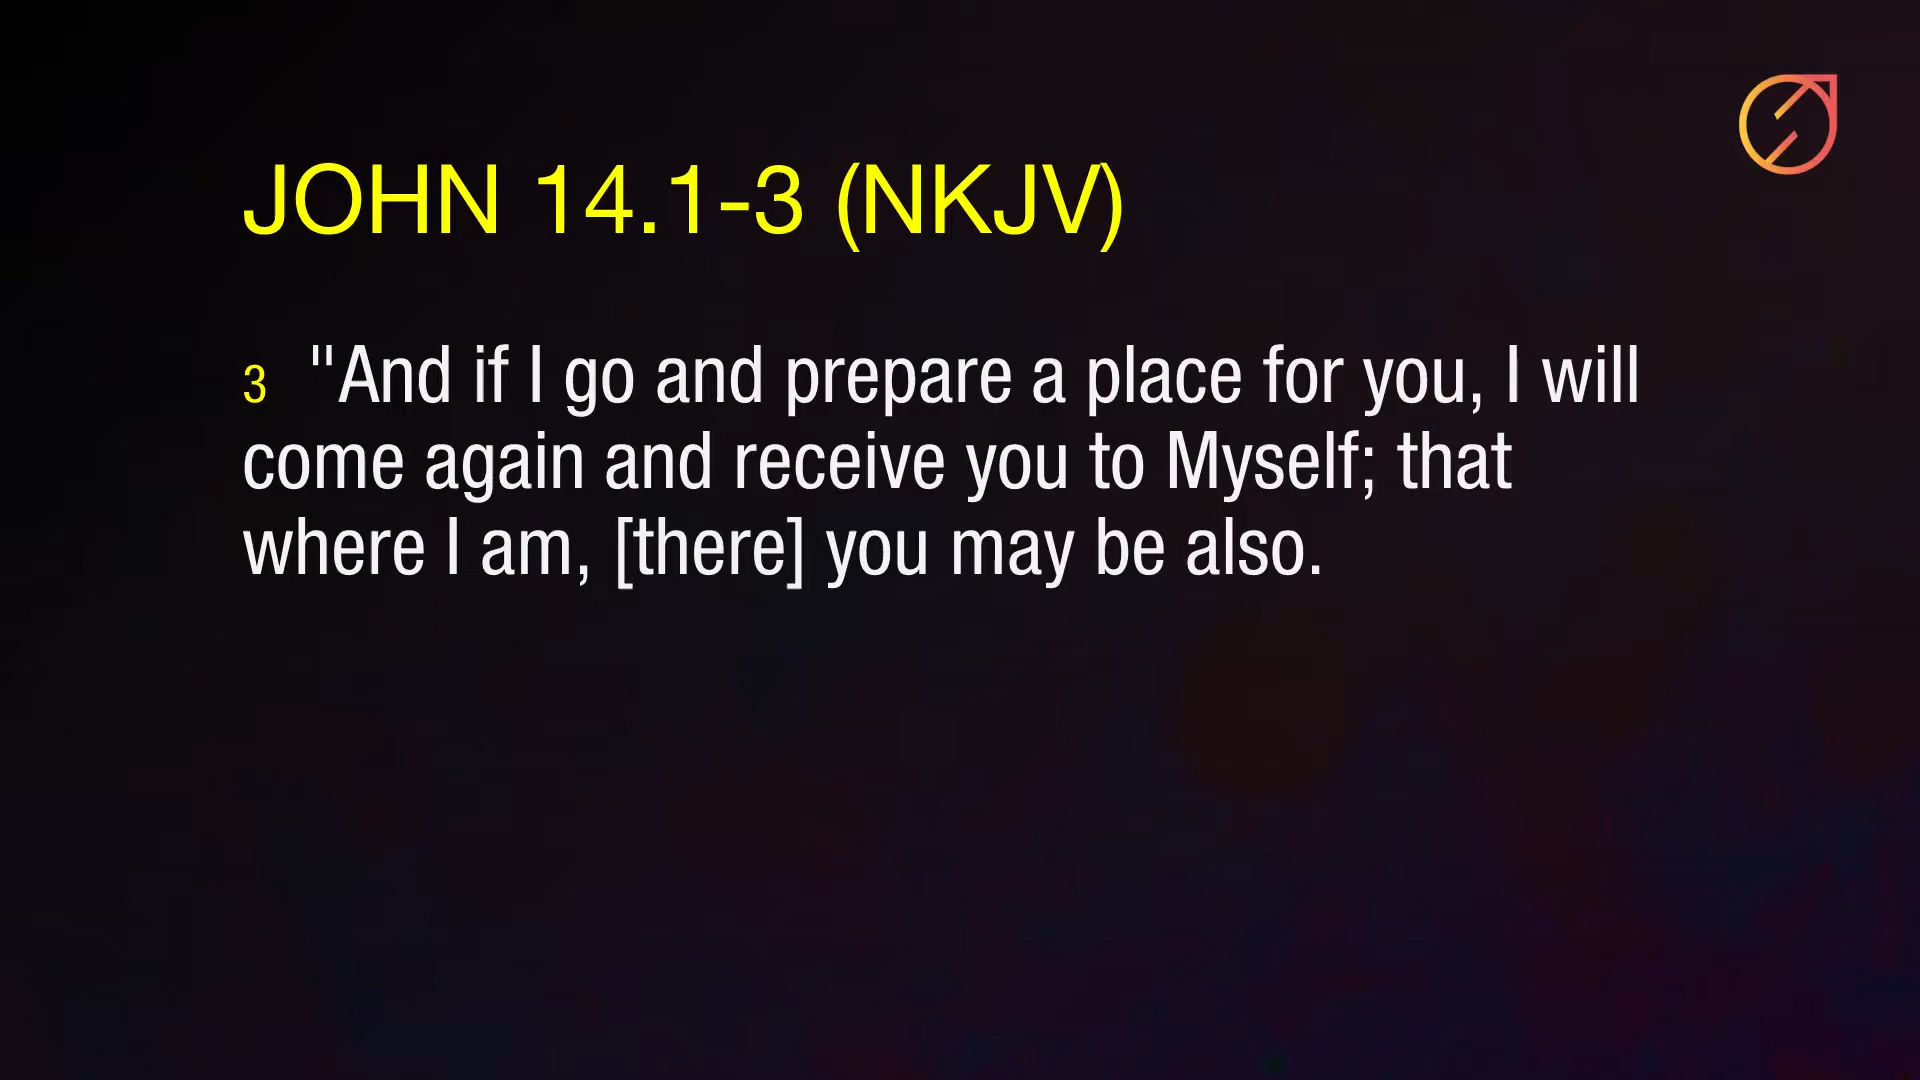 JOHN 14.1-3 (NKJV)
3 "And if I go and prepare a place for you, I will
come again and receive you to Myself; that
where I am, [there] you may be also.